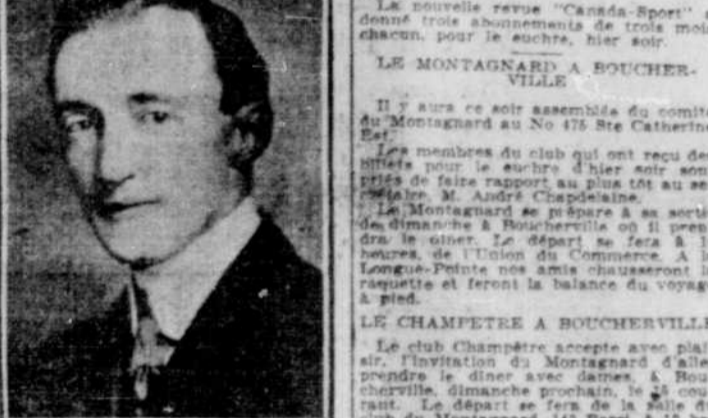 La nouvelle revue "Canada-Sport" a
donné trois abonnements de trois mois
chacun, pour le euchre, hier soir.
LE MONTAGNARD A BOUCHER-
VILLE
Il y aura ce soir assemblée du comité
du Montagnard au No 475 Ste Catherine
Est.
Les membres du club qui ont reçu des
billets pour le euchre d'hier soir sont
priés de faire rapport au plus tôt au se-
crétaire, M. André Chapdelaine.
Le Montagnard se prépare à sa sortie
de dimanche à Boucherville où il pren-
dra le dîner. Le départ se fera à
heures, de l'Union du Commerce. A
Longue-Pointe nos amis chausseront
raquette et feront la balance du voyage
à pied.
LE CHAMPETRE A BOUCHERVILLE
Le club Champêtre accepte avec plai-
sir, l'invitation du Montagnard d'aller
prendre le dîner avec dames, à Bou-
cherville, dimanche prochain, le cou-
rant. Le départ se fera de la salle du